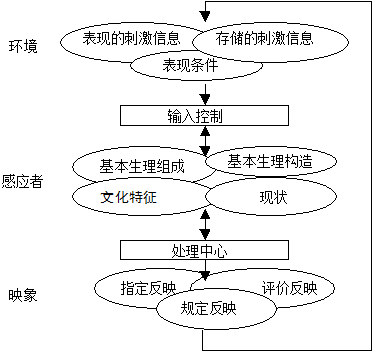 表现的刺激信息 存储的刺激信息
环境
表现条件
输入控制
基本生理组成 基本生理构造
感应者
文化特征 现状
处理中心
映象 指定反映 评价反映
规定反映